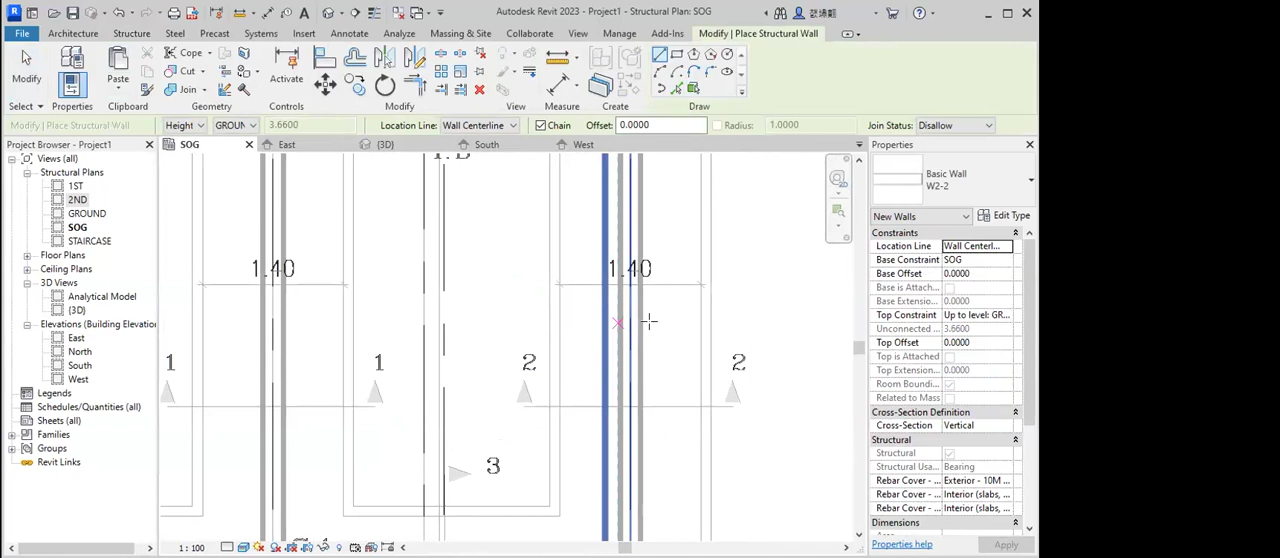 Autodesk Revit 2023 - Project1 - Structural Plan: SOG
File Architecture Structure Steel Precast Systems Insert Annotate Analyze Massing & Site Collaborate View Manage Add-Ins Modify | Place Structural Wall
Modify Paste Cope Cut Join Activate
Select Properties Clipboard Geometry Controls Modify View Measure Create Draw
Modify | Place Structural Wall Height GROUN 3.6600 Location Line: Wall Centerline Chain Offset: 0.0000 Radius: 1.0000 Join Status: Disallow
Project Browser - Project1
SOG East {3D} South West
Properties
Views (all)
Structural Plans
1ST
2ND
GROUND
SOG
STAIRCASE
Floor Plans
Ceiling Plans
3D Views
Analytical Model
{3D}
Elevations (Building Elevation
East
North
South
West
Legends
Schedules/Quantities (all)
Sheets (all)
Families
Groups
Revit Links
1.40 1.40
1 1 2 2
3
1 : 100
Basic Wall
W2-2
New Walls Edit Type
Constraints
Location Line Wall Centerl...
Base Constraint SOG
Base Offset 0.0000
Base is Attach...
Base Extensio... 0.0000
Top Constraint Up to level: GR...
Unconnected ... 3.6600
Top Offset 0.0000
Top is Attached
Top Extension... 0.0000
Room Boundi...
Related to Mass
Cross-Section Definition
Cross-Section Vertical
Structural
Structural
Structural Usa... Bearing
Rebar Cover - ... Exterior - 10M ...
Rebar Cover - ... Interior (slabs, ...
Rebar Cover - ... Interior (slabs, ...
Dimensions
Properties help Apply